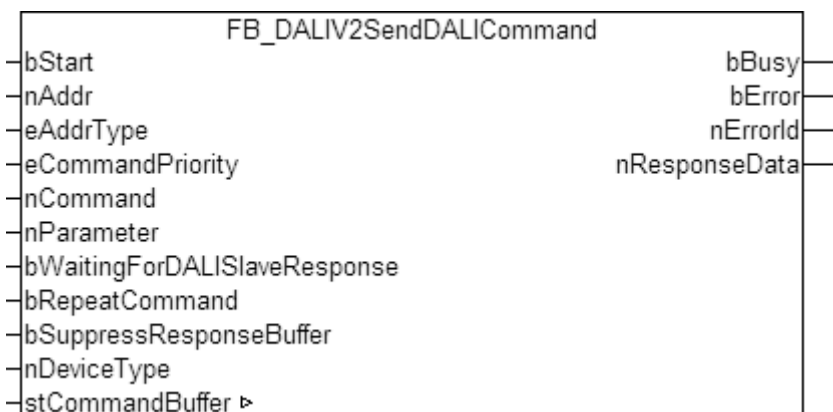 FB_DALIV2SendDALICommand
bStart bBusy
nAddr bError
eAddrType nErrorId
eCommandPriority nResponseData
nCommand
nParameter
bWaitingForDALISlaveResponse
bRepeatCommand
bSuppressResponseBuffer
nDeviceType
stCommandBuffer